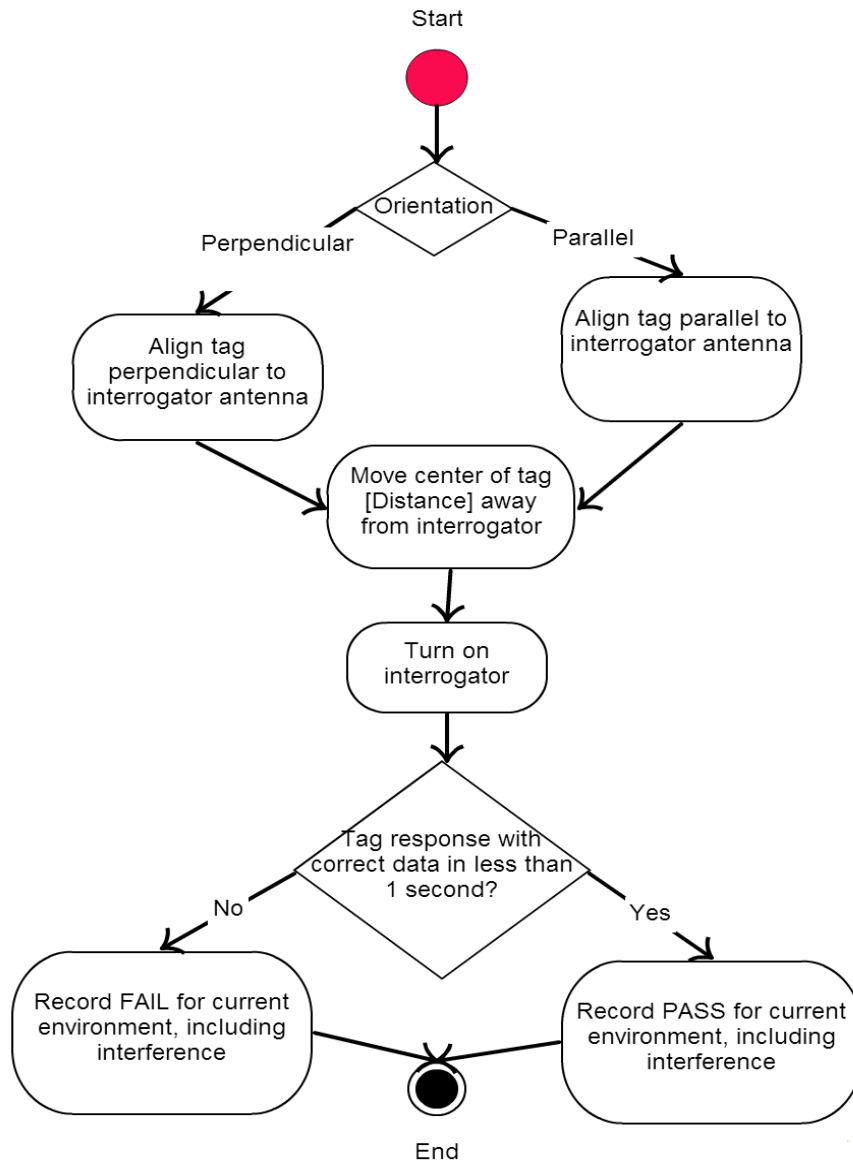 Start
Orientation
Perpendicular
Parallel
Align tag
perpendicular to
interrogator antenna
Align tag parallel to
interrogator antenna
Move center of tag
[Distance] away
from interrogator
Turn on
interrogator
Tag response with
correct data in less than
1 second?
No
Yes
Record FAIL for current
environment, including
interference
Record PASS for current
environment, including
interference
End